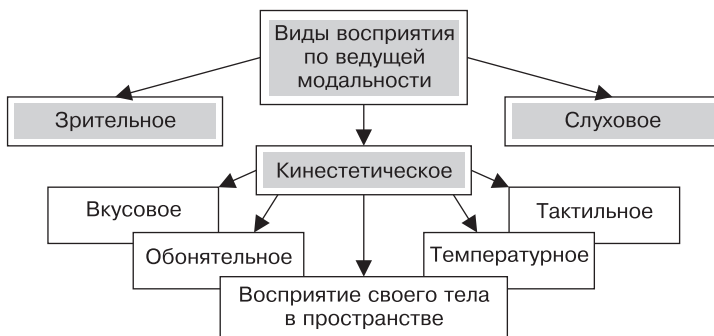 Виды восприятия
по ведущей
модальности
Зрительное
Слуховое
Кинестетическое
Вкусовое
Тактильное
Обонятельное
Температурное
Восприятие своего тела
в пространстве